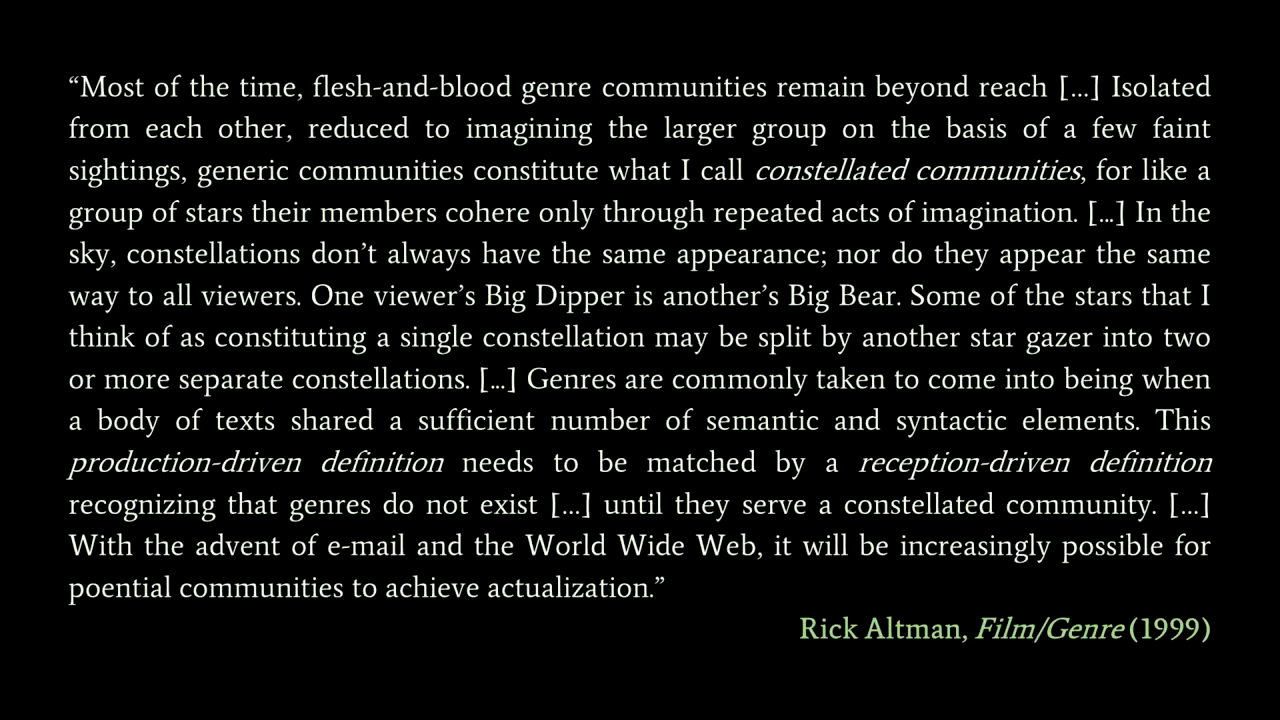 “Most of the time, flesh-and-blood genre communities remain beyond reach [...] Isolated
from each other, reduced to imagining the larger group on the basis of a few faint
sightings, generic communities constitute what I call constellated communities, for like a
group of stars their members cohere only through repeated acts of imagination. [...] In the
sky, constellations don’t always have the same appearance; nor do they appear the same
way to all viewers. One viewer’s Big Dipper is another’s Big Bear. Some of the stars that I
think of as constituting a single constellation may be split by another star gazer into two
or more separate constellations. [...] Genres are commonly taken to come into being when
a body of texts shared a sufficient number of semantic and syntactic elements. This
production-driven definition needs to be matched by a reception-driven definition
recognizing that genres do not exist [...] until they serve a constellated community. [...]
With the advent of e-mail and the World Wide Web, it will be increasingly possible for
poential communities to achieve actualization.”
Rick Altman, Film/Genre (1999)